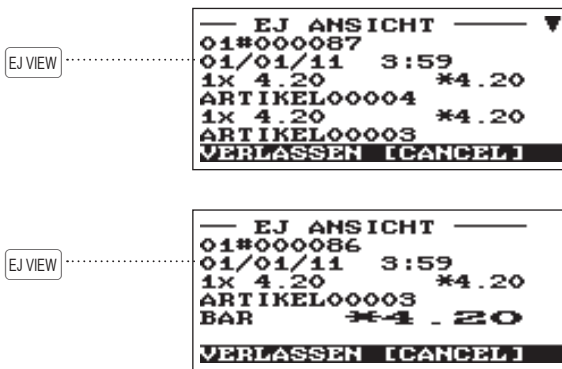 — EJ ANSICHT — ▼
01#000087
EJ VIEW 01/01/11 3:59
1x 4.20 *4.20
ARTIKEL00004
1x 4.20 *4.20
ARTIKEL00003
VERLASSEN [CANCEL]
— EJ ANSICHT —
01#000086
EJ VIEW 01/01/11 3:59
1x 4.20 *4.20
ARTIKEL00003
BAR *4.20
VERLASSEN [CANCEL]